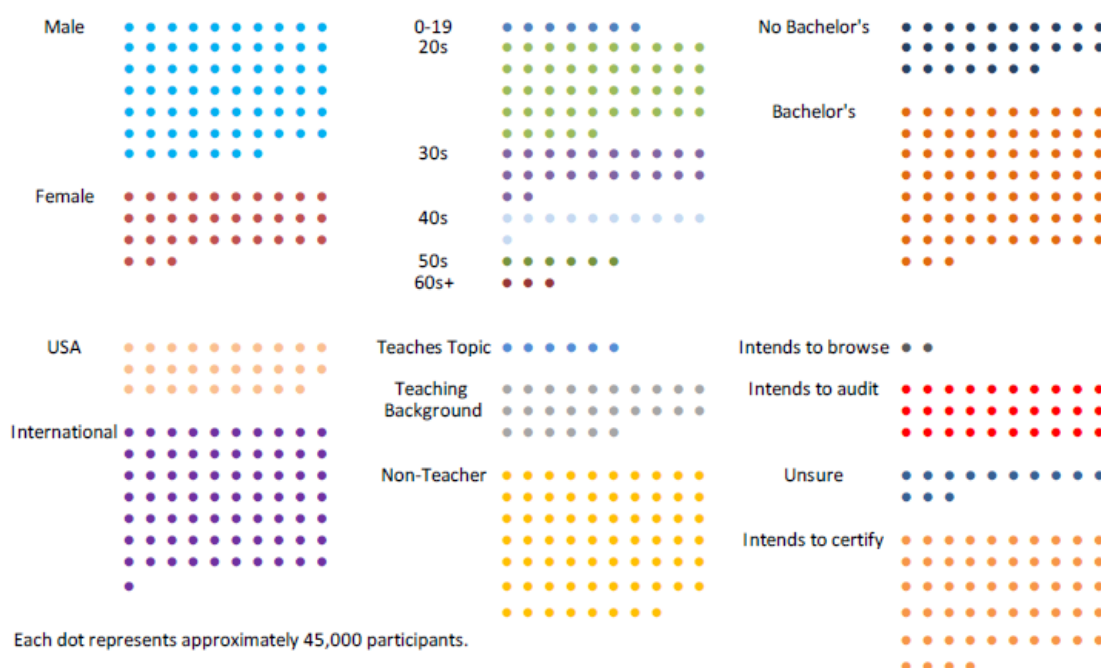 Male
Female
0-19
20s
30s
40s
50s
60s+
No Bachelor's
Bachelor's
USA
International
Teaches Topic
Teaching
Background
Non-Teacher
Intends to browse
Intends to audit
Unsure
Intends to certify
Each dot represents approximately 45,000 participants.